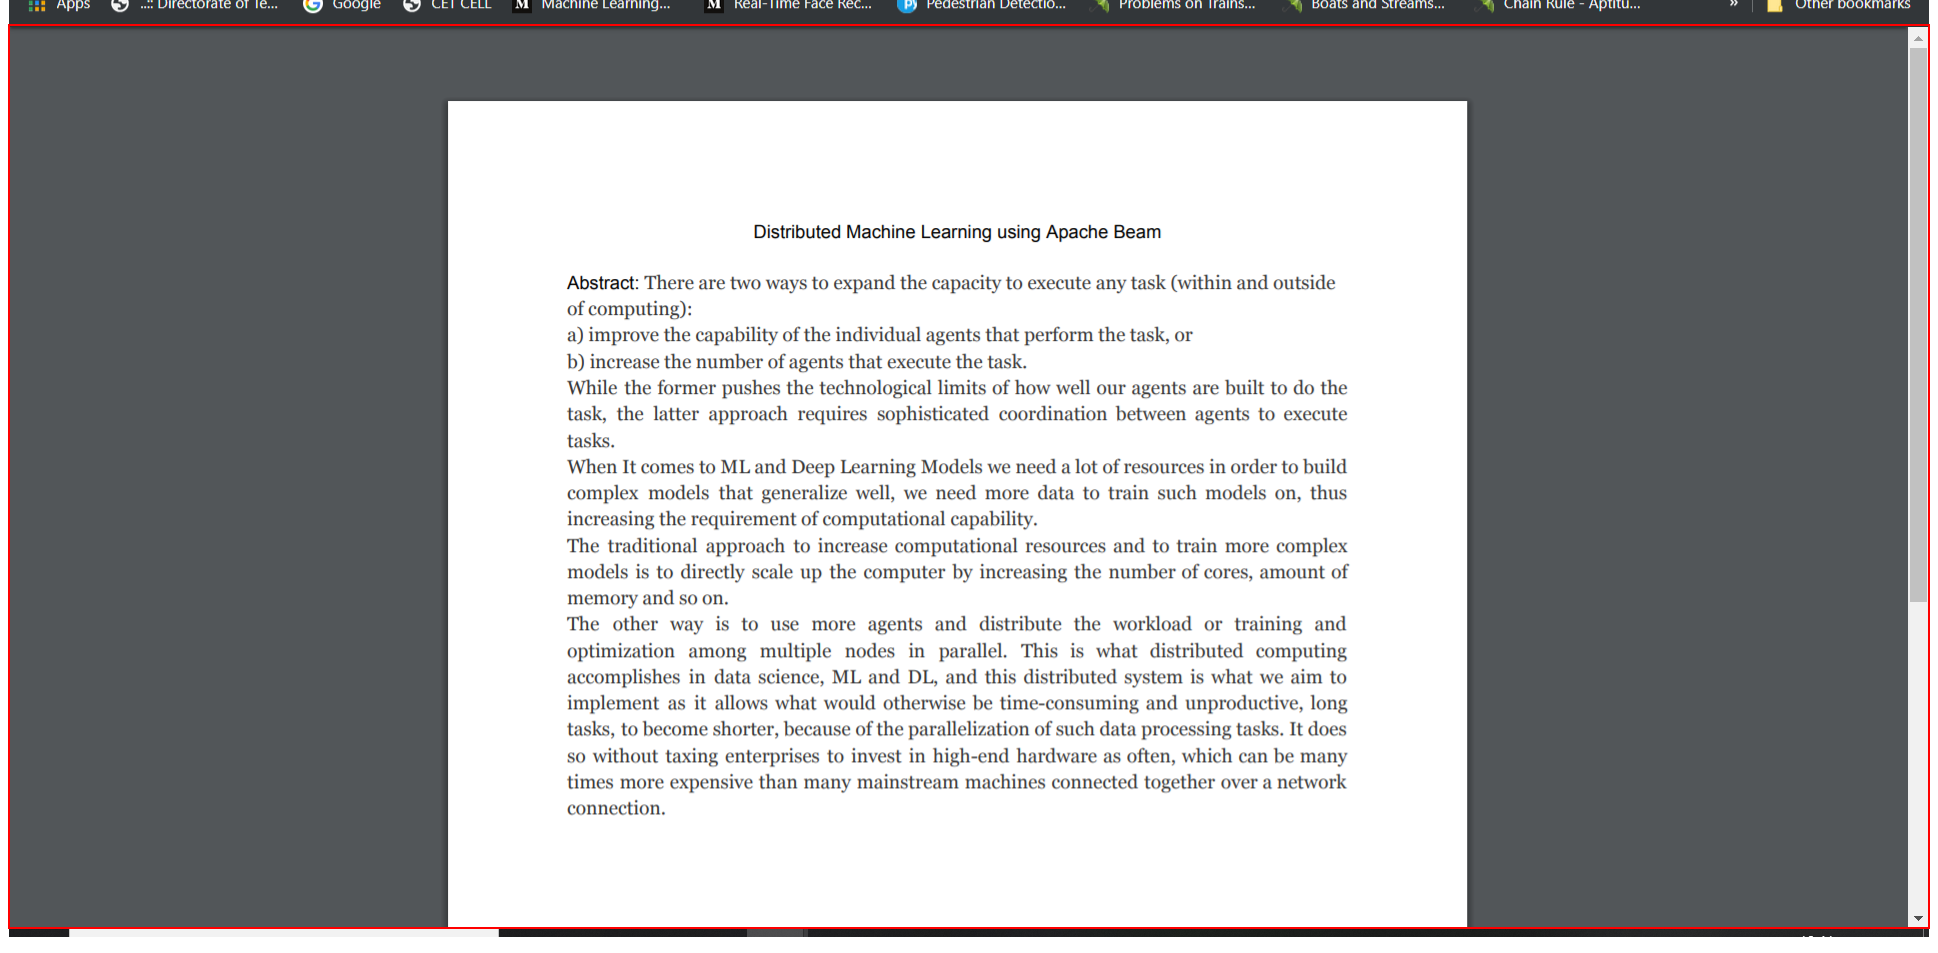 Apps ..:: Directorate of Te... Google CET CELL Machine Learning... Real-Time Face Rec... Pedestrian Detectio... Problems on Trains... Boats and Streams... Chain Rule - Aptitu... » Other bookmarks
Distributed Machine Learning using Apache Beam
Abstract: There are two ways to expand the capacity to execute any task (within and outside
of computing):
a) improve the capability of the individual agents that perform the task, or
b) increase the number of agents that execute the task.
While the former pushes the technological limits of how well our agents are built to do the
task, the latter approach requires sophisticated coordination between agents to execute
tasks.
When It comes to ML and Deep Learning Models we need a lot of resources in order to build
complex models that generalize well, we need more data to train such models on, thus
increasing the requirement of computational capability.
The traditional approach to increase computational resources and to train more complex
models is to directly scale up the computer by increasing the number of cores, amount of
memory and so on.
The other way is to use more agents and distribute the workload or training and
optimization among multiple nodes in parallel. This is what distributed computing
accomplishes in data science, ML and DL, and this distributed system is what we aim to
implement as it allows what would otherwise be time-consuming and unproductive, long
tasks, to become shorter, because of the parallelization of such data processing tasks. It does
so without taxing enterprises to invest in high-end hardware as often, which can be many
times more expensive than many mainstream machines connected together over a network
connection.